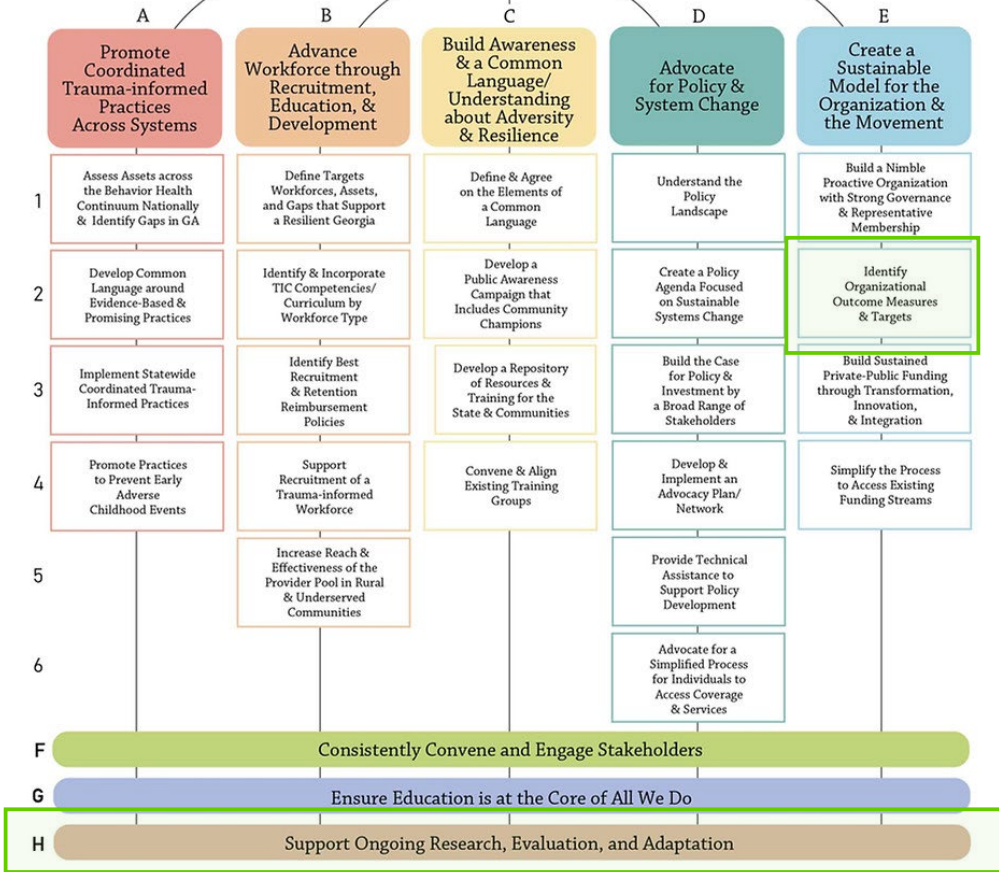 A
B
C
D
E
Promote
Coordinated
Trauma-informed
Practices
Across Systems
Advance
Workforce through
Recruitment,
Education, &
Development
Build Awareness
& a Common
Language/
Understanding
about Adversity
& Resilience
Advocate
for Policy &
System Change
Create a
Sustainable
Model for the
Organization &
the Movement
1
Assess Assets across
the Behavior Health
Continuum Nationally
& Identify Gaps in GA
Define Targets
Workforces, Assets,
and Gaps that Support
a Resilient Georgia
Define & Agree
on the Elements of
a Common
Language
Understand the
Policy
Landscape
Build a Nimble
Proactive Organization
with Strong Governance
& Representative
Membership
2
Develop Common
Language around
Evidence-Based &
Promising Practices
Identify & Incorporate
TIC Competencies/
Curriculum by
Workforce Type
Develop a
Public Awareness
Campaign that
Includes Community
Champions
Create a Policy
Agenda Focused
on Sustainable
Systems Change
Identify
Organizational
Outcome Measures
& Targets
3
Implement Statewide
Coordinated Trauma-
Informed Practices
Identify Best
Recruitment
& Retention
Reimbursement
Policies
Develop a Repository
of Resources &
Training for the
State & Communities
Build the Case
for Policy &
Investment by
a Broad Range of
Stakeholders
Build Sustained
Private-Public Funding
through Transformation,
Innovation,
& Integration
4
Promote Practices
to Prevent Early
Adverse
Childhood Events
Support
Recruitment of a
Trauma-informed
Workforce
Convene & Align
Existing Training
Groups
Develop &
Implement an
Advocacy Plan/
Network
Simplify the Process
to Access Existing
Funding Streams
5
Increase Reach &
Effectiveness of the
Provider Pool in Rural
& Underserved
Communities
Provide Technical
Assistance to
Support Policy
Development
6
Advocate for a
Simplified Process
for Individuals to
Access Coverage
& Services
F Consistently Convene and Engage Stakeholders
G Ensure Education is at the Core of All We Do
H Support Ongoing Research, Evaluation, and Adaptation